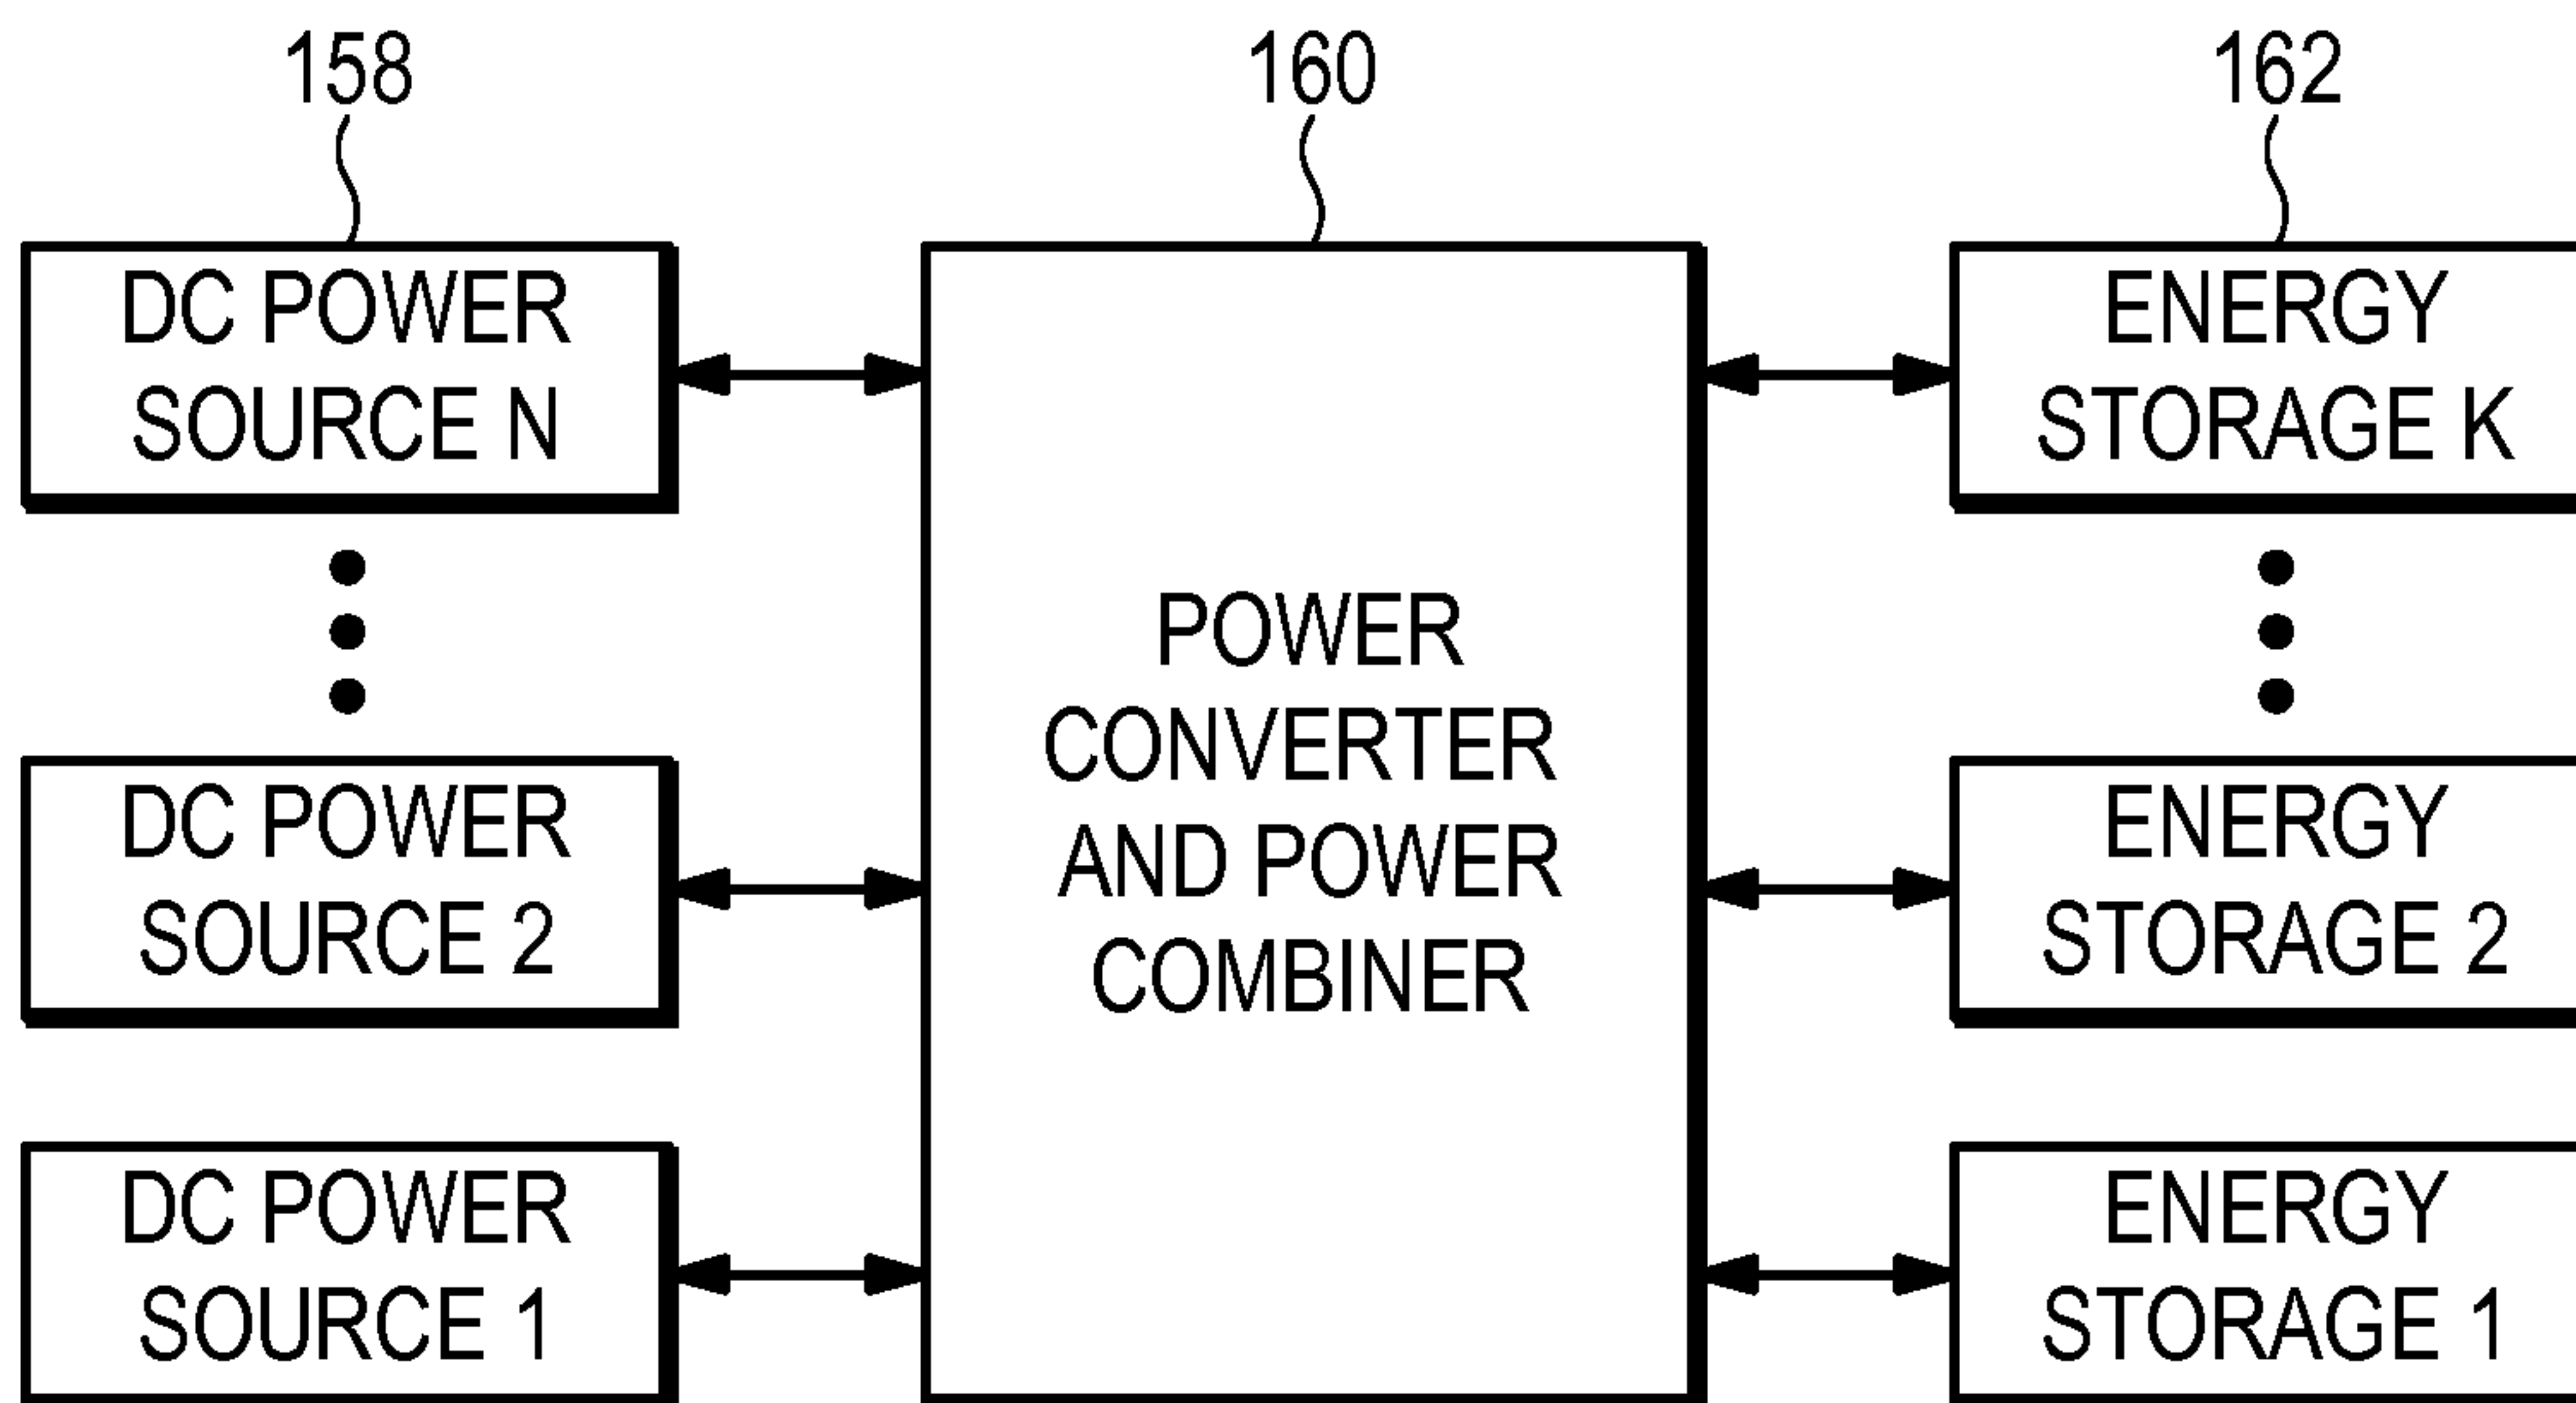 158
160
162
DC POWER
SOURCE N
ENERGY
STORAGE K
POWER
CONVERTER
AND POWER
COMBINER
DC POWER
SOURCE 2
ENERGY
STORAGE 2
DC POWER
SOURCE 1
ENERGY
STORAGE 1